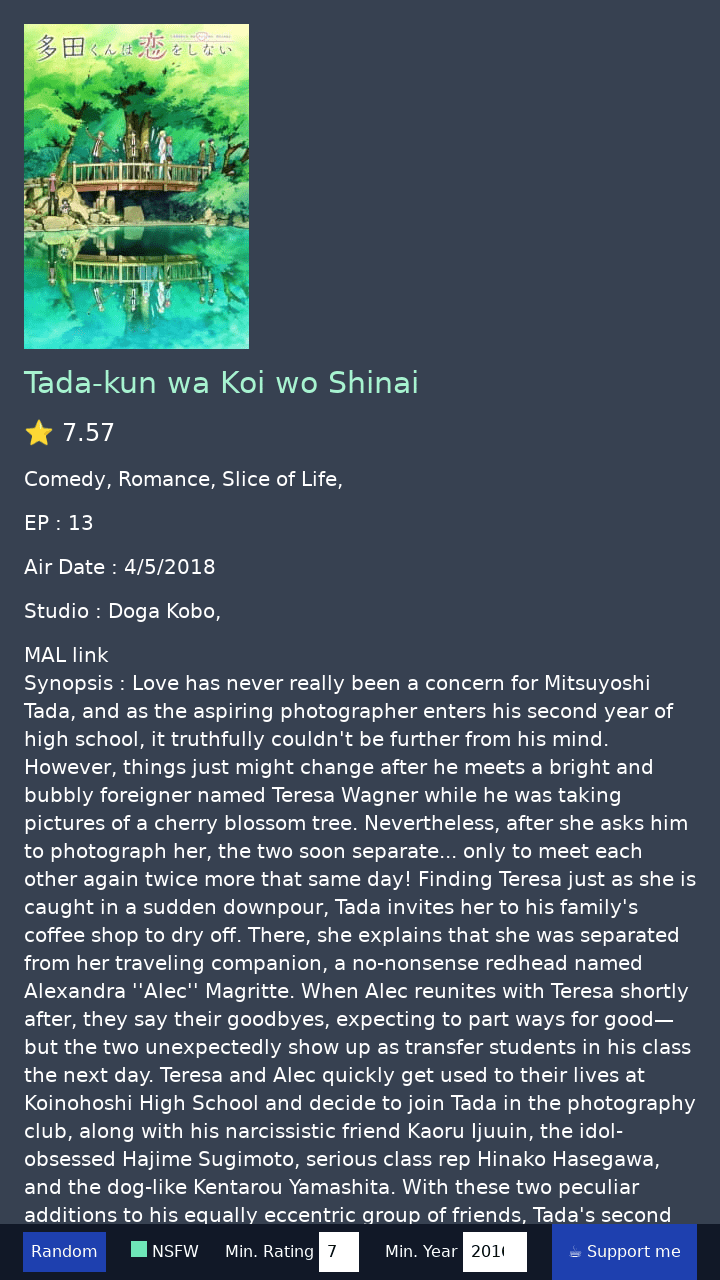 多田くんは恋をしない
Tada-kun wa Koi wo Shinai
⭐ 7.57
Comedy, Romance, Slice of Life,
EP : 13
Air Date : 4/5/2018
Studio : Doga Kobo,
MAL link
Synopsis : Love has never really been a concern for Mitsuyoshi
Tada, and as the aspiring photographer enters his second year of
high school, it truthfully couldn't be further from his mind.
However, things just might change after he meets a bright and
bubbly foreigner named Teresa Wagner while he was taking
pictures of a cherry blossom tree. Nevertheless, after she asks him
to photograph her, the two soon separate... only to meet each
other again twice more that same day! Finding Teresa just as she is
caught in a sudden downpour, Tada invites her to his family's
coffee shop to dry off. There, she explains that she was separated
from her traveling companion, a no-nonsense redhead named
Alexandra ''Alec'' Magritte. When Alec reunites with Teresa shortly
after, they say their goodbyes, expecting to part ways for good—
but the two unexpectedly show up as transfer students in his class
the next day. Teresa and Alec quickly get used to their lives at
Koinohoshi High School and decide to join Tada in the photography
club, along with his narcissistic friend Kaoru Ijuuin, the idol-
obsessed Hajime Sugimoto, serious class rep Hinako Hasegawa,
and the dog-like Kentarou Yamashita. With these two peculiar
additions to his equally eccentric group of friends, Tada's second
Random NSFW Min. Rating 7 Min. Year 2016 ☕ Support me